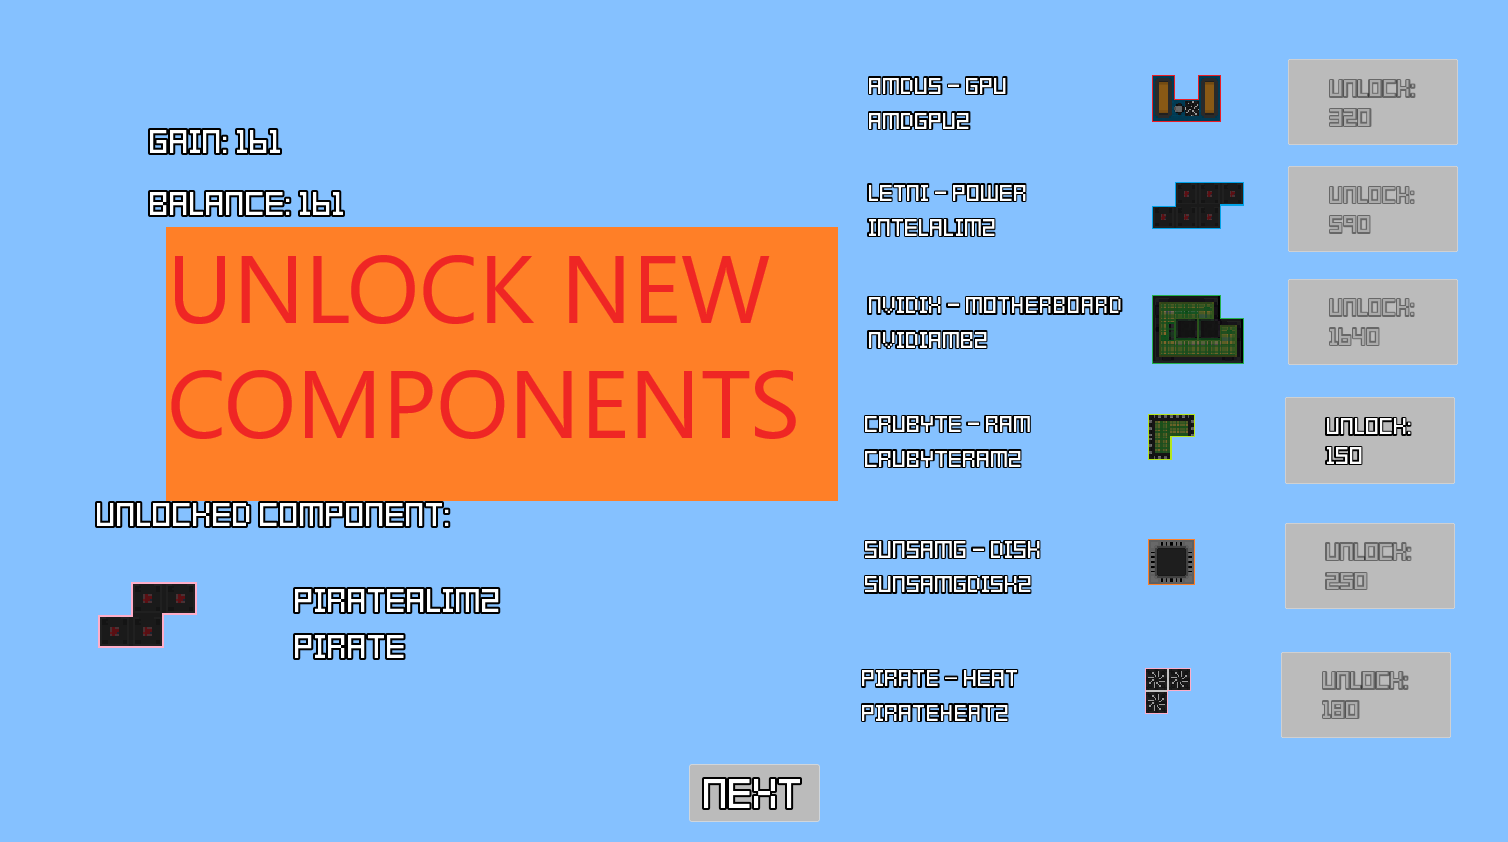 GAIN: 161
BALANCE: 161
UNLOCK NEW
COMPONENTS
UNLOCKED COMPONENT:
PIRATEALIM2
PIRATE
AMDUS - GPU
AMDGPU2
UNLOCK:
320
LETNI - POWER
INTELALIM2
UNLOCK:
590
NVIDIX - MOTHERBOARD
NVIDIAMB2
UNLOCK:
1640
CRUBYTE - RAM
CRUBYTERAM2
UNLOCK:
150
SUNSAMG - DISK
SUNSAMGDISK2
UNLOCK:
250
PIRATE - HEAT
PIRATEHEAT2
UNLOCK:
180
NEXT